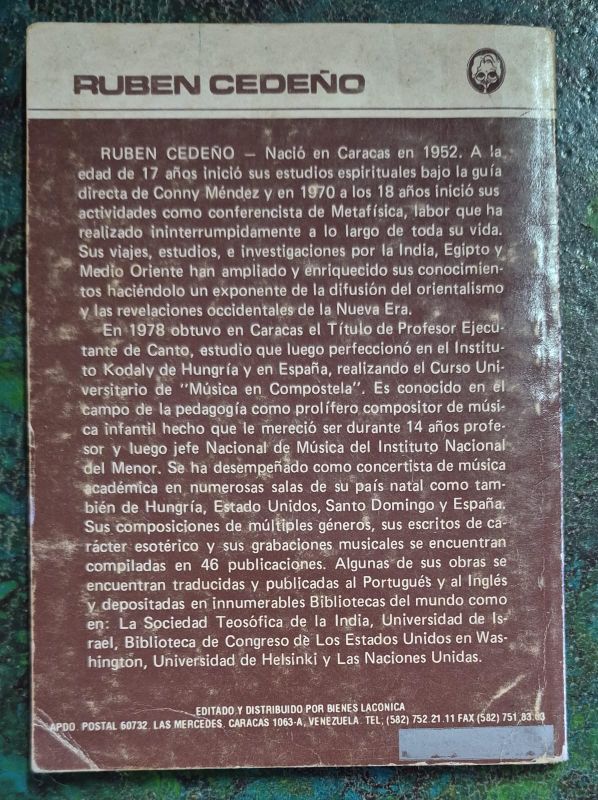 RUBEN CEDEÑO
RUBEN CEDEÑO — Nació en Caracas en 1952. A la
edad de 17 años inició sus estudios espirituales bajo la guía
directa de Conny Méndez y en 1970 a los 18 años inició sus
actividades como conferencista de Metafísica, labor que ha
realizado ininterrumpidamente a lo largo de toda su vida.
Sus viajes, estudios, e investigaciones por la India, Egipto y
Medio Oriente han ampliado y enriquecido sus conocimien-
tos haciéndolo un exponente de la difusión del orientalismo
y las revelaciones occidentales de la Nueva Era.
En 1978 obtuvo en Caracas el Título de Profesor Ejecu-
tante de Canto, estudio que luego perfeccionó en el Institu-
to Kodaly de Hungría y en España, realizando el Curso Uni-
versitario de "Música en Compostela". Es conocido en el
campo de la pedagogía como prolífero compositor de músi-
ca infantil hecho que le mereció ser durante 14 años profe-
sor y luego jefe Nacional de Música del Instituto Nacional
del Menor. Se ha desempeñado como concertista de música
académica en numerosas salas de su país natal como tam-
bién de Hungría, Estado Unidos, Santo Domingo y España.
Sus composiciones de múltiples géneros, sus escritos de ca-
rácter esotérico y sus grabaciones musicales se encuentran
compiladas en 46 publicaciones. Algunas de sus obras se
encuentran traducidas y publicadas al Portugués y al Inglés
y depositadas en innumerables Bibliotecas del mundo como
en: La Sociedad Teosófica de la India, Universidad de Is-
rael, Biblioteca de Congreso de Los Estados Unidos en Was-
hington, Universidad de Helsinki y Las Naciones Unidas.
EDITADO Y DISTRIBUIDO POR BIENES LACONICA
APDO. POSTAL 60732. LAS MERCEDES. CARACAS 1063-A, VENEZUELA. TEL. (582) 752 21.11 FAX (582) 751 83.63